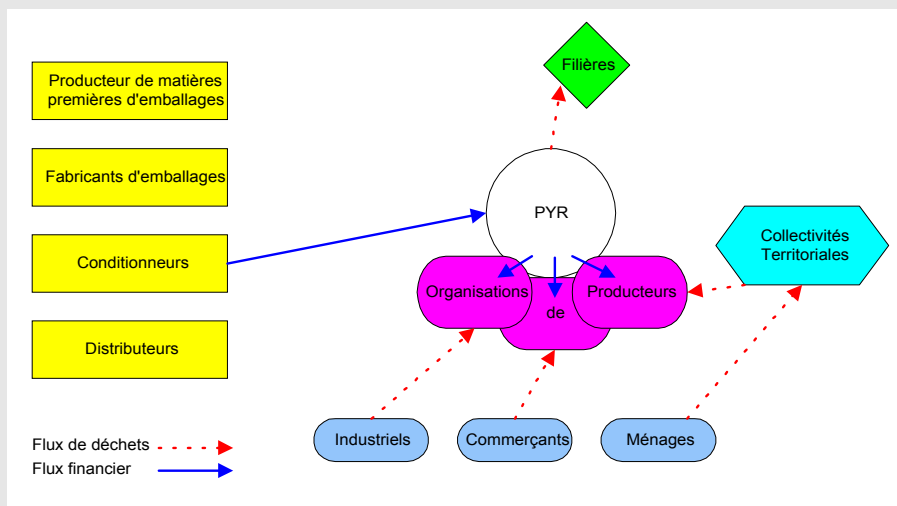 Filières
Producteur de matières
premières d'emballages
Fabricants d'emballages
PYR
Collectivités
Territoriales
Conditionneurs
Organisations
Producteurs
de
Distributeurs
Industriels
Commerçants
Ménages
Flux de déchets
Flux financier